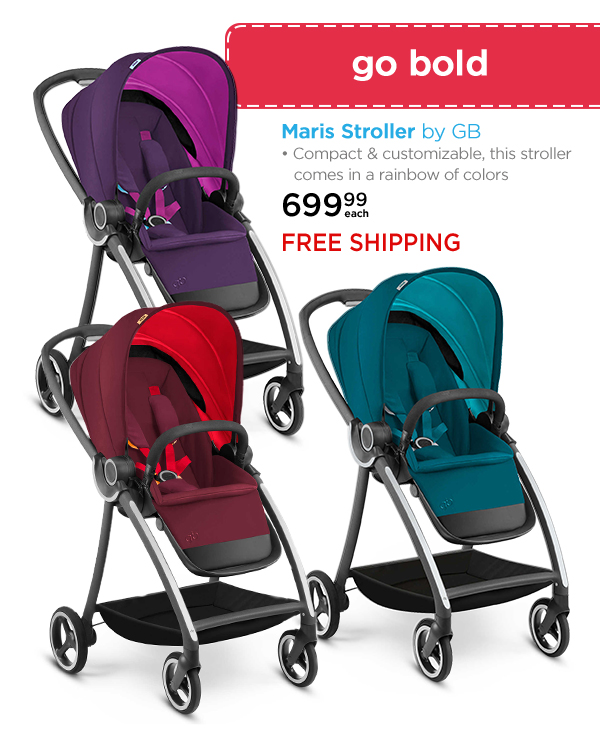 go bold
Maris Stroller by GB
• Compact & customizable, this stroller
comes in a rainbow of colors
699 99 each
FREE SHIPPING